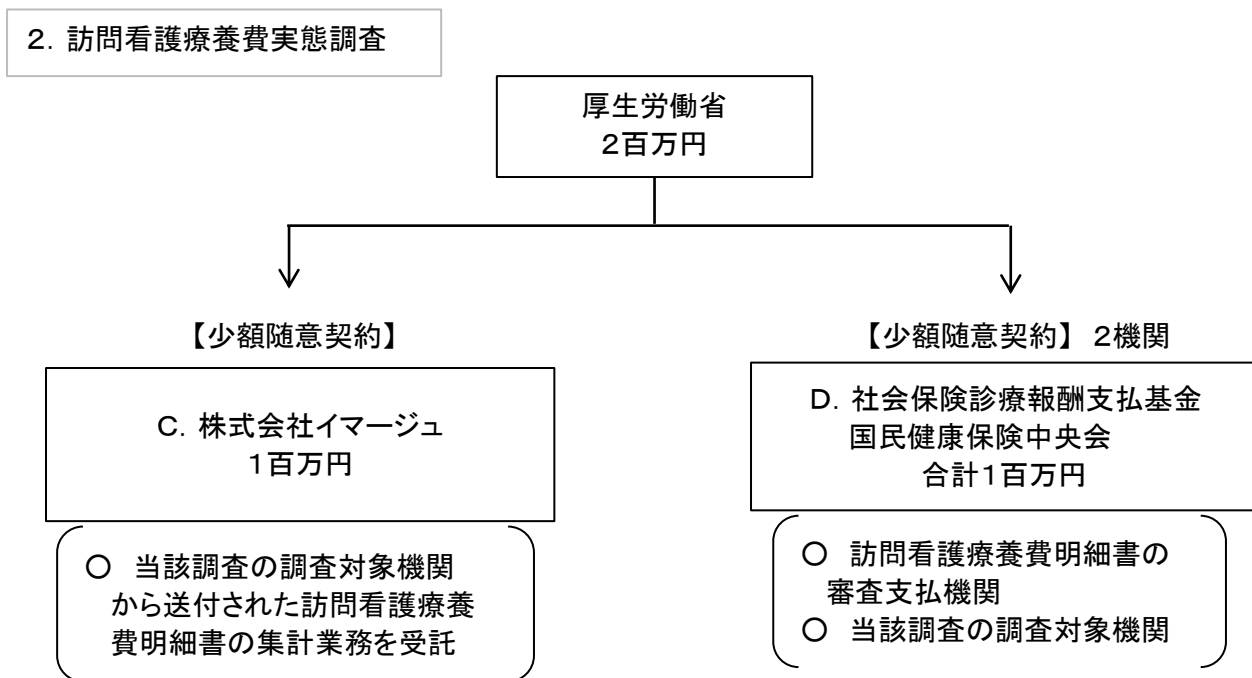 2．訪問看護療養費実態調査
厚生労働省
2百万円
【少額随意契約】
C．株式会社イマージュ
1百万円
○　当該調査の調査対象機関
から送付された訪問看護療養
費明細書の集計業務を受託
【少額随意契約】 2機関
D．社会保険診療報酬支払基金
国民健康保険中央会
合計1百万円
○　訪問看護療養費明細書の
審査支払機関
○　当該調査の調査対象機関